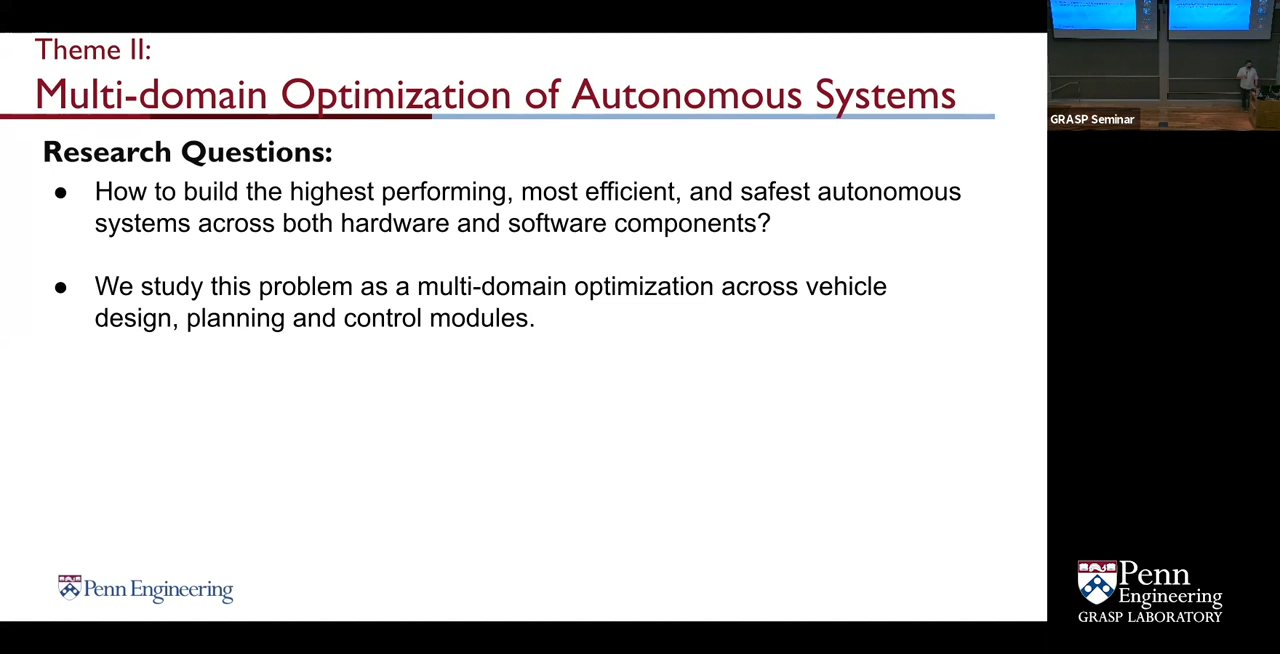 Theme II:
Multi-domain Optimization of Autonomous Systems
Research Questions:
● How to build the highest performing, most efficient, and safest autonomous
systems across both hardware and software components?
● We study this problem as a multi-domain optimization across vehicle
design, planning and control modules.
Penn Engineering
GRASP Seminar
Penn
Engineering
GRASP LABORATORY